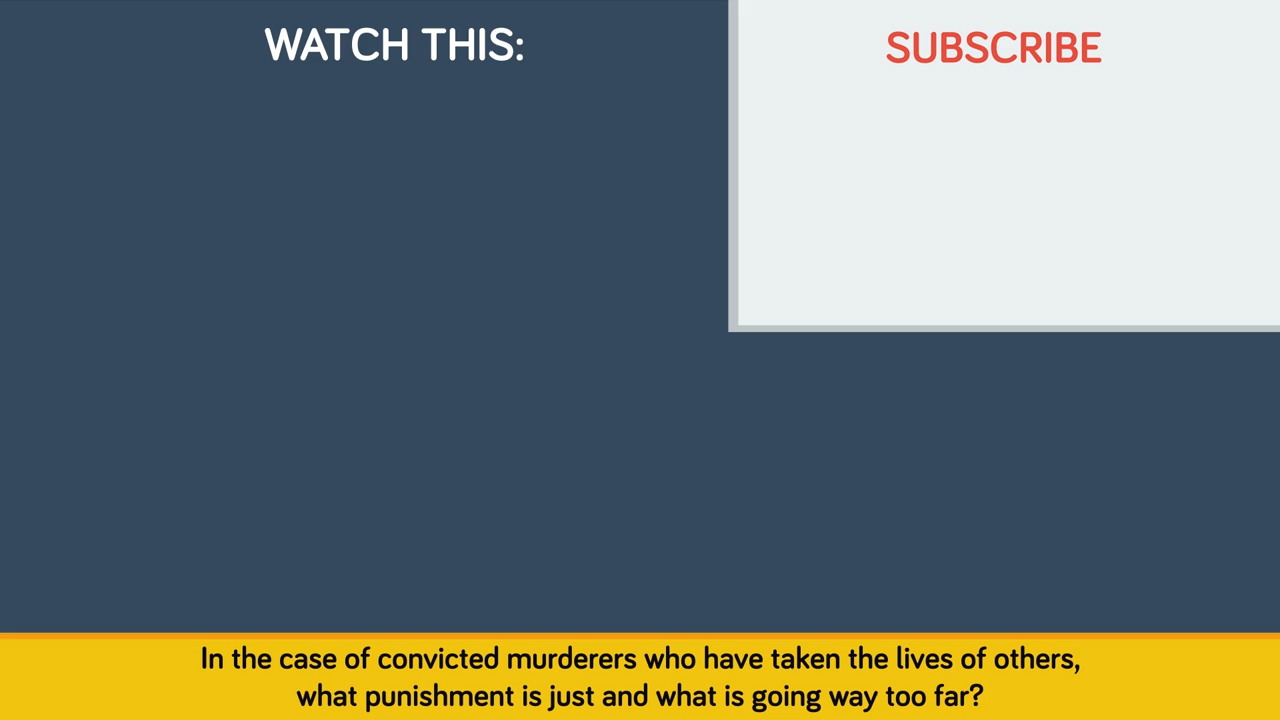 WATCH THIS:
SUBSCRIBE
In the case of convicted murderers who have taken the lives of others,
what punishment is just and what is going way too far?